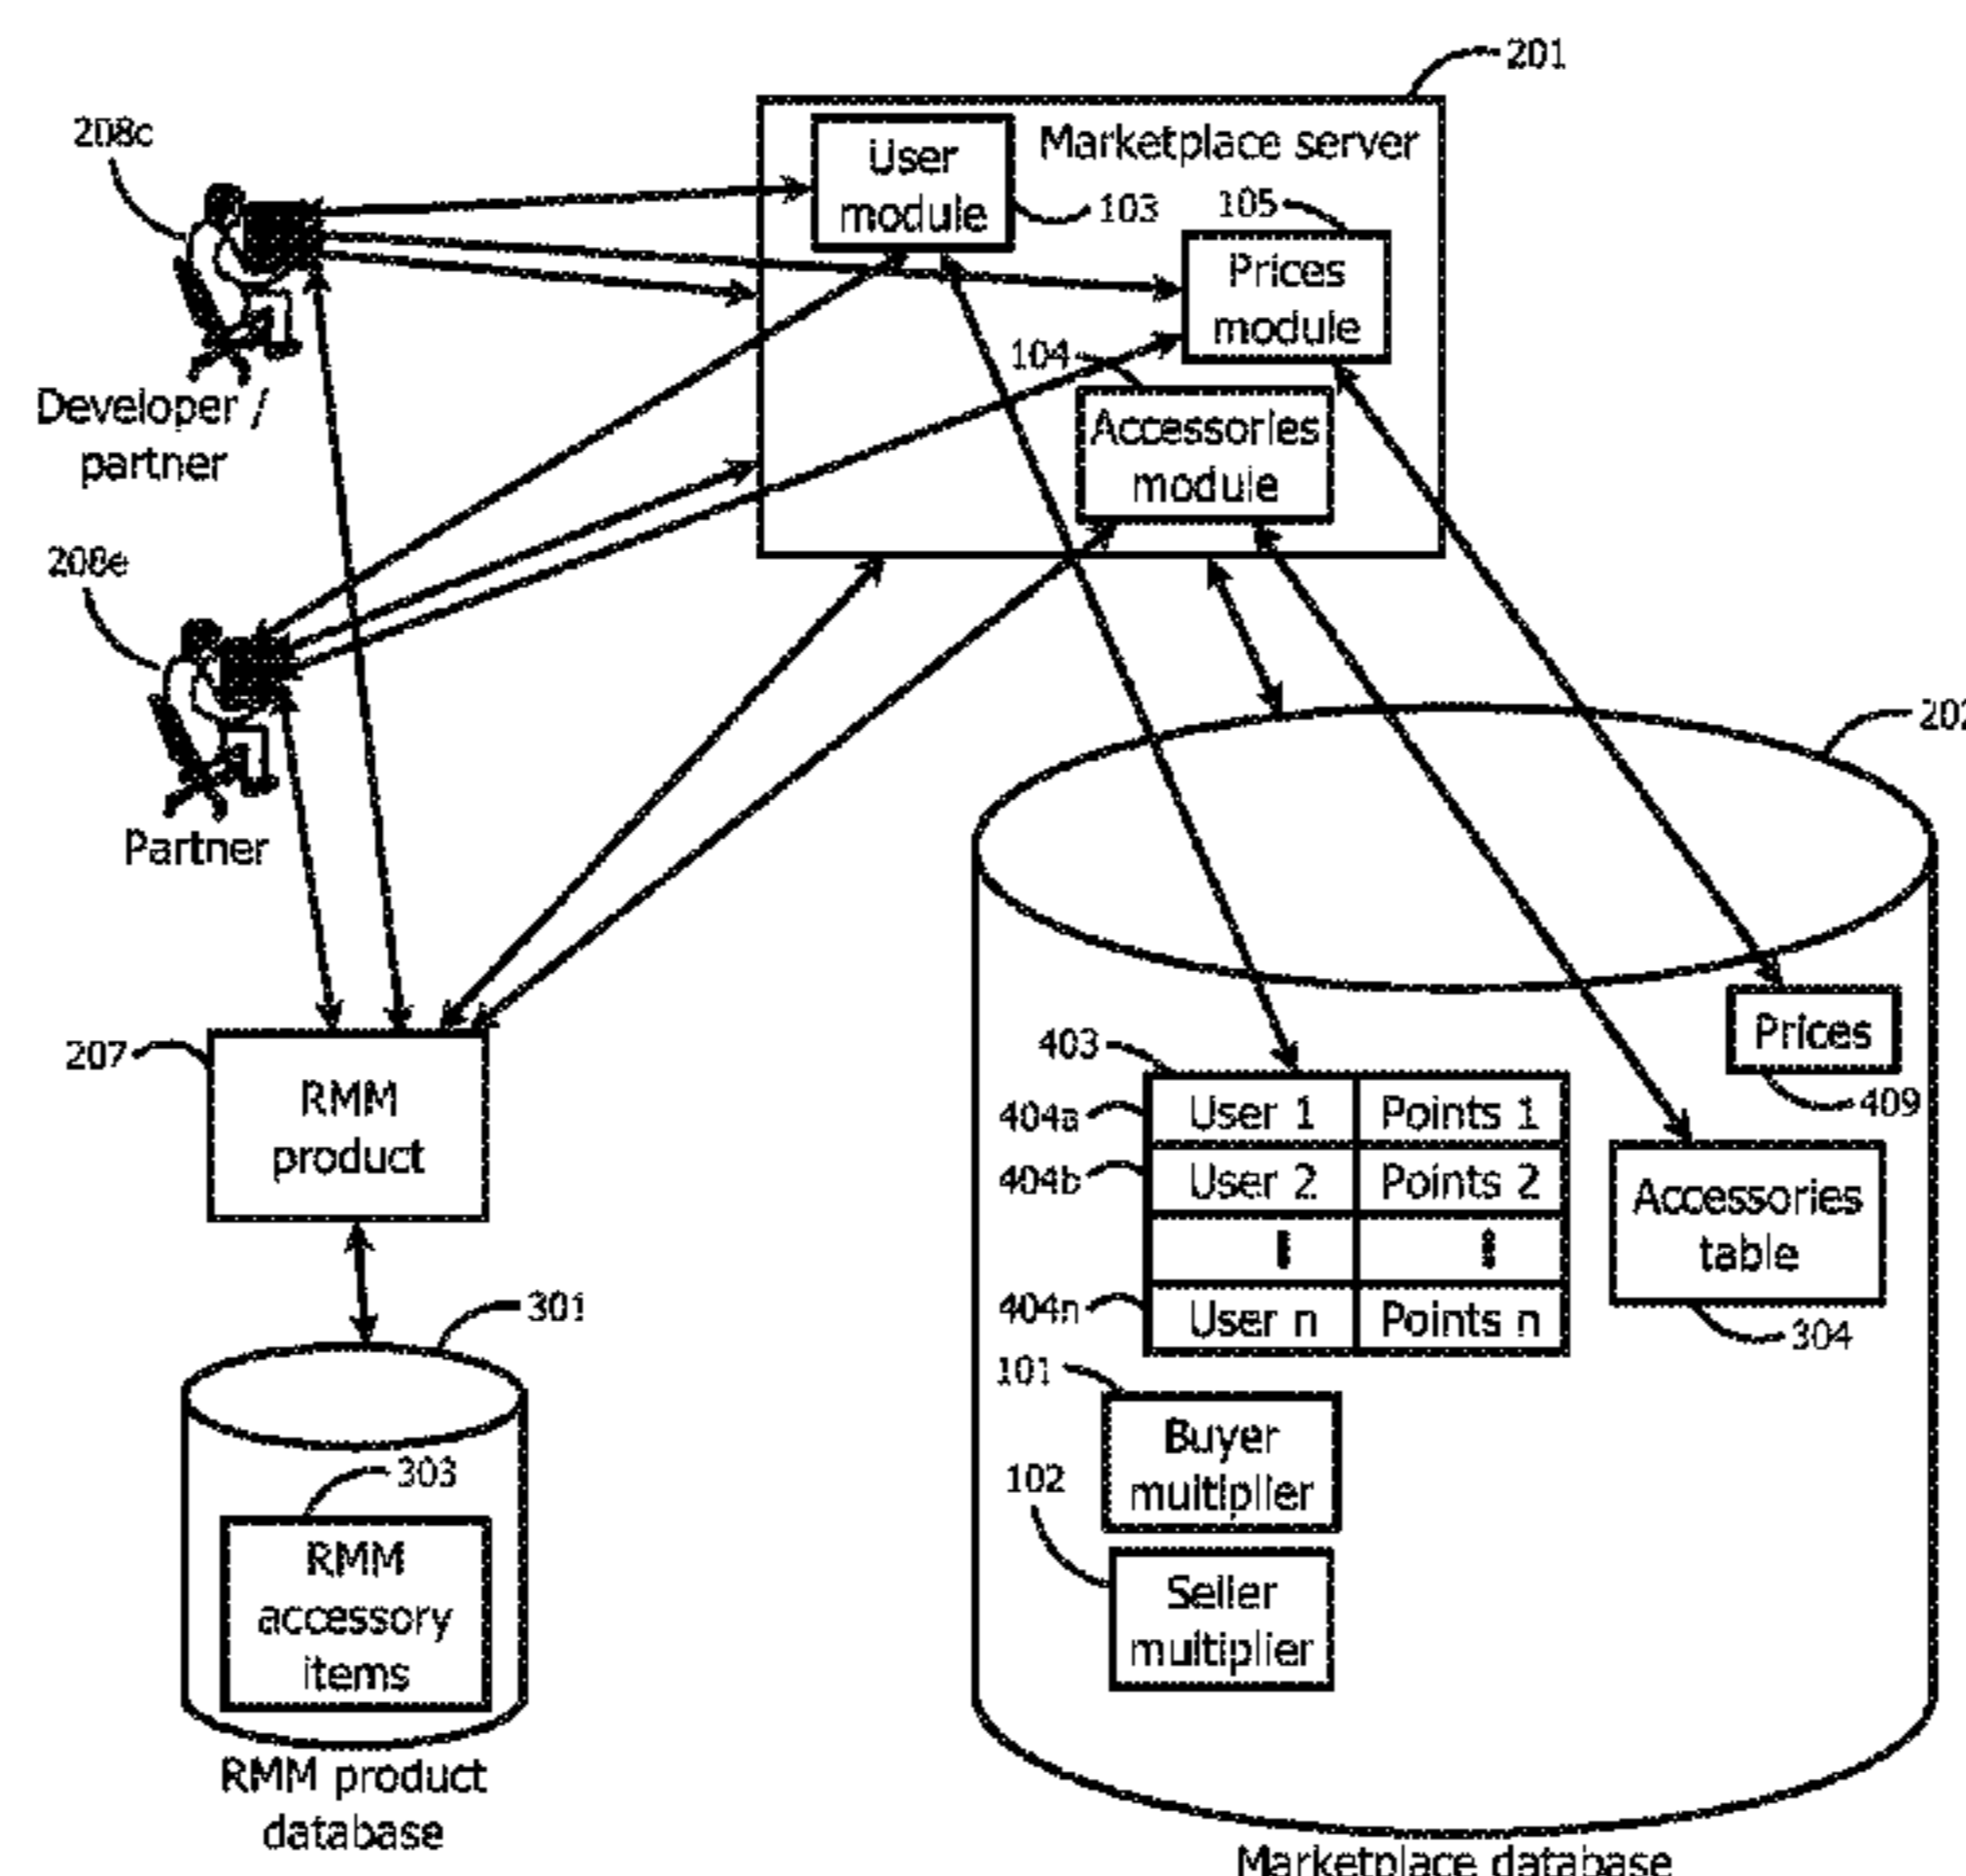 201
208c
User
module
Marketplace server
103
105
Prices
module
104
Accessories
module
Developer /
partner
208e
Partner
202
207
RMM
product
403
Prices
409
404a
User 1
Points 1
404b
User 2
Points 2
404n
User n
Points n
Accessories
table
304
301
101
Buyer
multiplier
303
102
RMM
accessory
items
Seller
multiplier
RMM product
database
Marketplace database